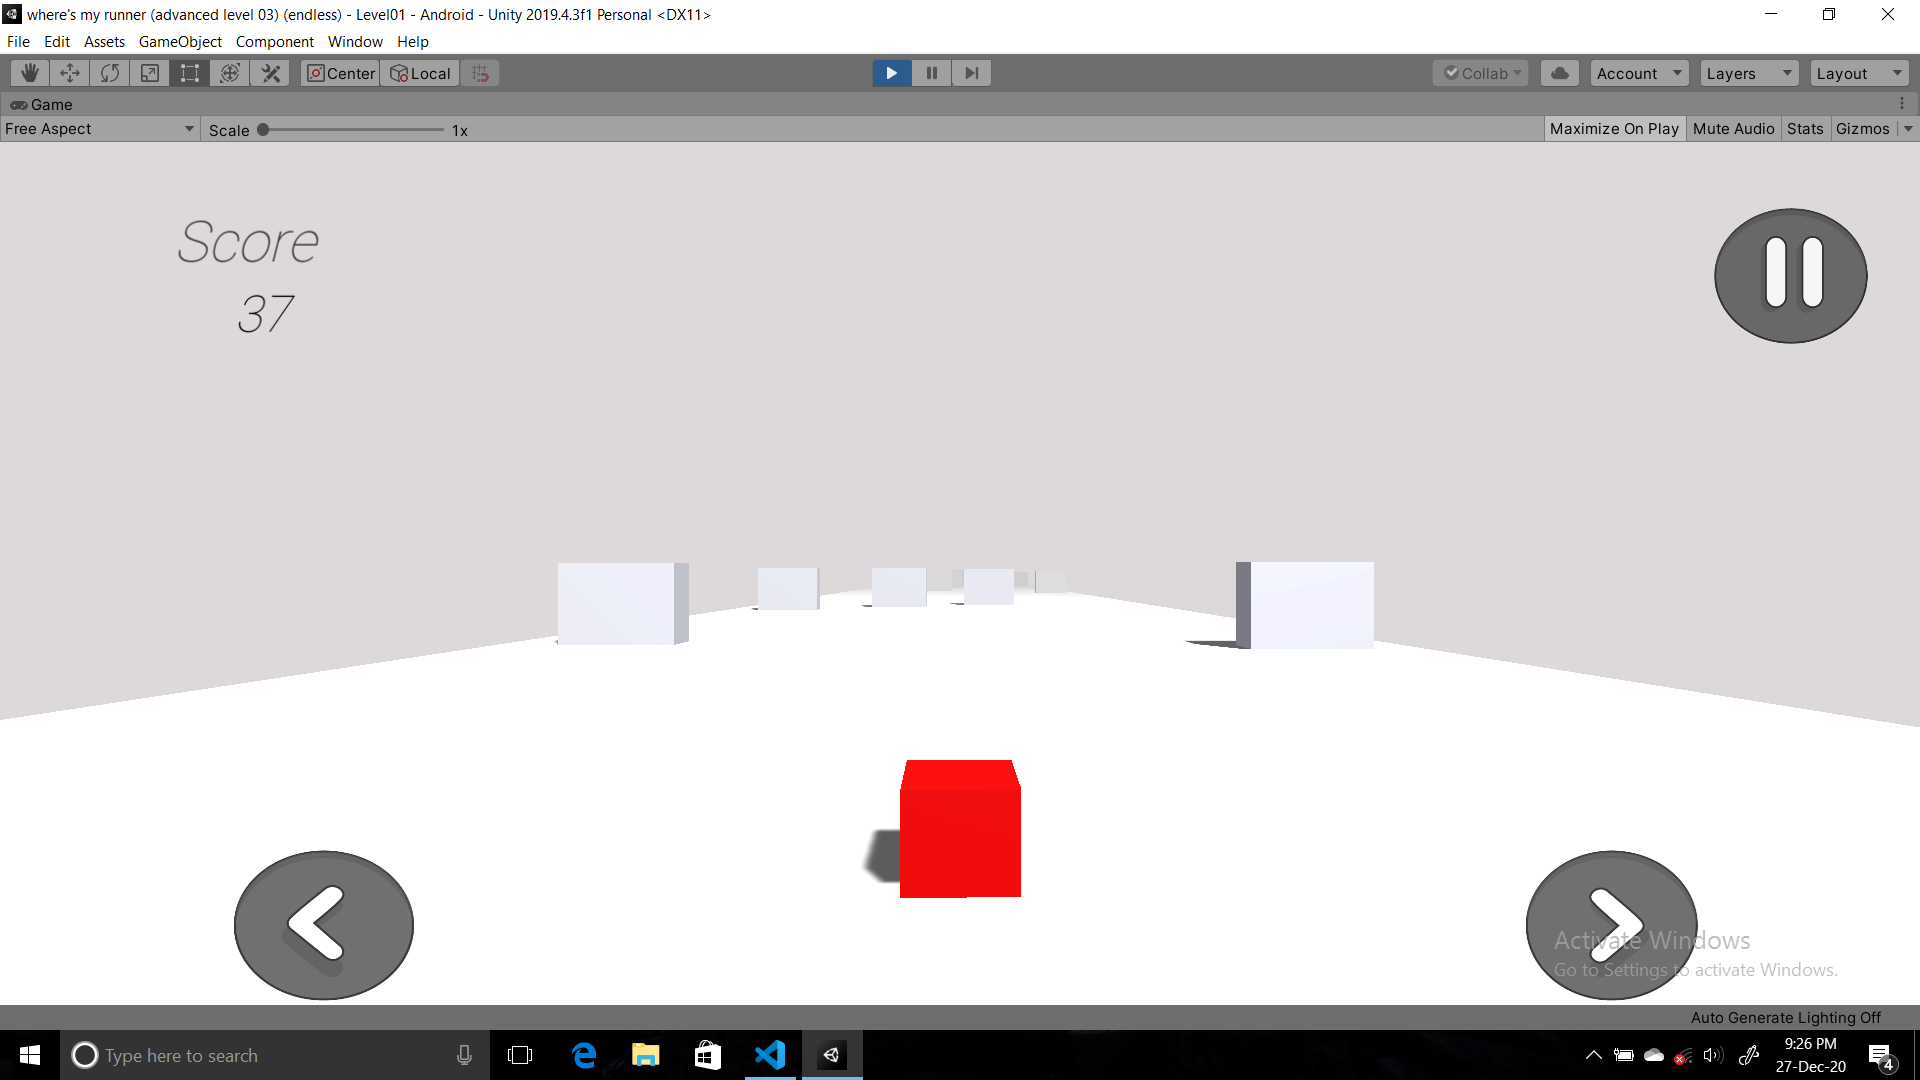 where's my runner (advanced level 03) (endless) - Level01 - Android - Unity 2019.4.3f1 Personal <DX11>
File Edit Assets GameObject Component Window Help
Center Local Collab Account Layers Layout
Game
Free Aspect Scale 1x Maximize On Play Mute Audio Stats Gizmos
Score
37
Activate Windows
Go to Settings to activate Windows.
Auto Generate Lighting Off
Type here to search
9:26 PM
27-Dec-20
4